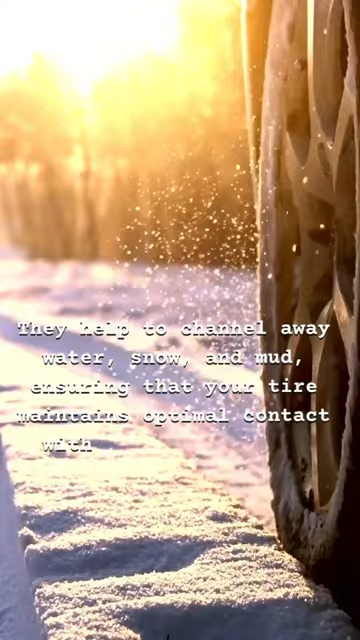 They help to channel away
water, snow, and mud,
ensuring that your tire
maintains optimal contact
with